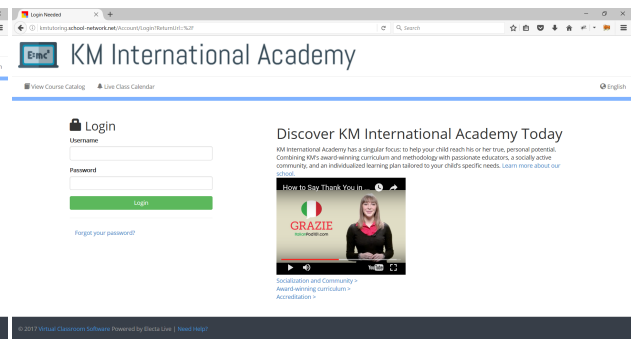 Login Needed
kmtutoring.school-network.net/Account/Login?ReturnUrl=%2F
Search
E=mc²
KM International Academy
View Course Catalog
Live Class Calendar
English
Login
Username
Password
Login
Forgot your password?
Discover KM International Academy Today
KM International Academy has a singular focus: to help your child reach his or her true, personal potential.
Combining KM's award-winning curriculum and methodology with passionate educators, a socially active
community, and an individualized learning plan tailored to your child's specific needs. Learn more about our
school.
How to Say Thank You in
GRAZIE
YouTube
Socialization and Community >
Award-winning curriculum >
Accreditation >
© 2017 Virtual Classroom Software Powered by Electa Live | Need Help?